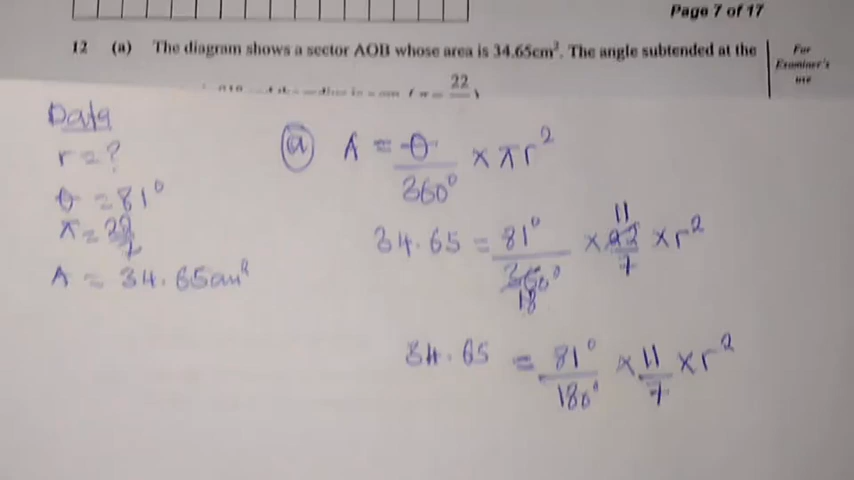 Page 7 of 17
12 (a) The diagram shows a sector AOB whose area is 34.65cm². The angle subtended at the
For
Examiner's
use
22
Data
r = ?
θ = 81°
π = 22/7
A = 34.65cm²
(a) A = θ/360° × πr²
34.65 = 81°/360° × 22/7 × r²
11
18
34.65 = 81°/180° × 11/7 × r²